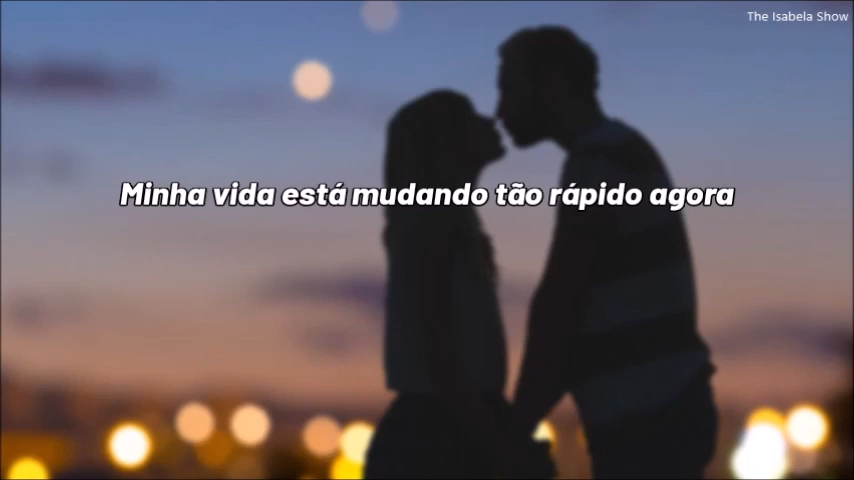 The Isabela Show
Minha vida está mudando tão rápido agora